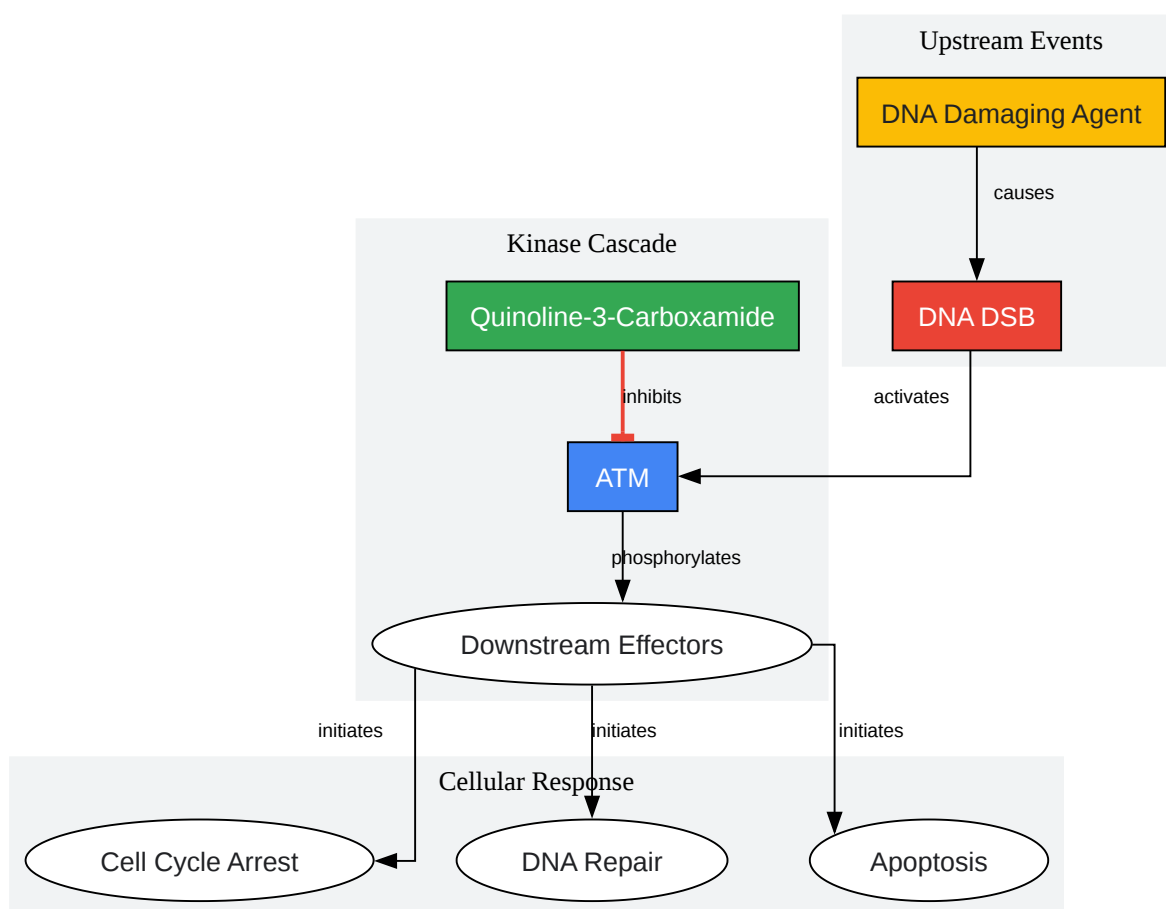 Upstream Events
DNA Damaging Agent
causes
Kinase Cascade
Quinoline-3-Carboxamide
DNA DSB
inhibits
activates
ATM
phosphorylates
Downstream Effectors
initiates
initiates
initiates
Cellular Response
Cell Cycle Arrest
DNA Repair
Apoptosis